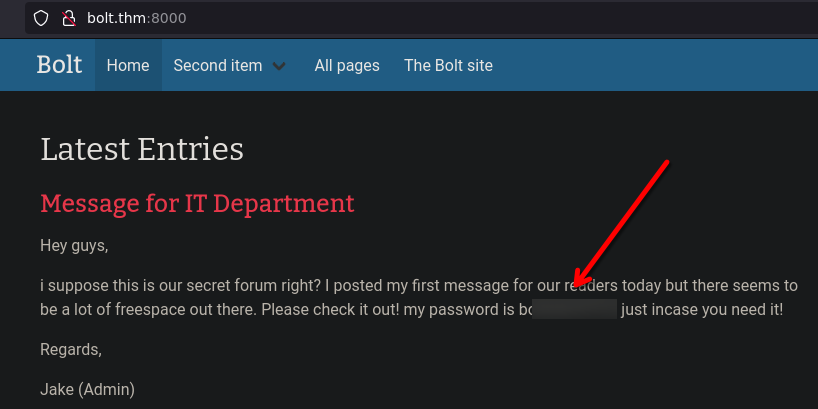 bolt.thm:8000
Bolt Home Second item All pages The Bolt site
Latest Entries
Message for IT Department
Hey guys,
i suppose this is our secret forum right? I posted my first message for our readers today but there seems to
be a lot of freespace out there. Please check it out! my password is just incase you need it!
Regards,
Jake (Admin)